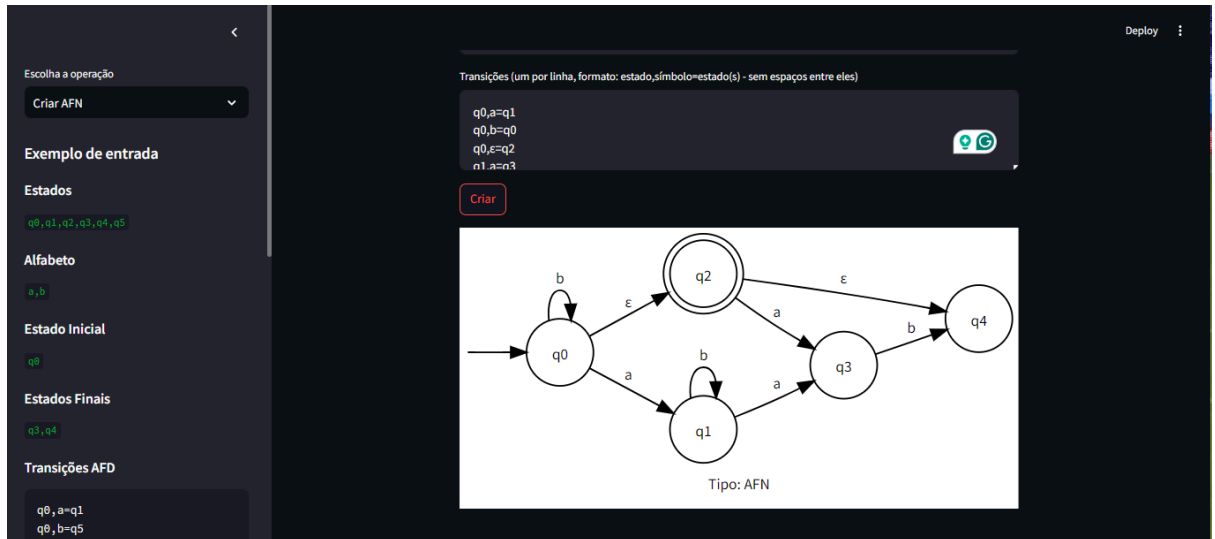 Deploy
Escolha a operação
Criar AFN
Exemplo de entrada
Estados
q0,q1,q2,q3,q4,q5
Alfabeto
a,b
Estado Inicial
q0
Estados Finais
q3,q4
Transições AFD
q0,a=q1
q0,b=q5
Transições (um por linha, formato: estado,símbolo=estado(s) - sem espaços entre eles)
q0,a=q1
q0,b=q0
q0,ε=q2
q1,a=q3
Criar
b
q2
ε
ε
a
b
q4
q0
b
q3
a
a
q1
Tipo: AFN